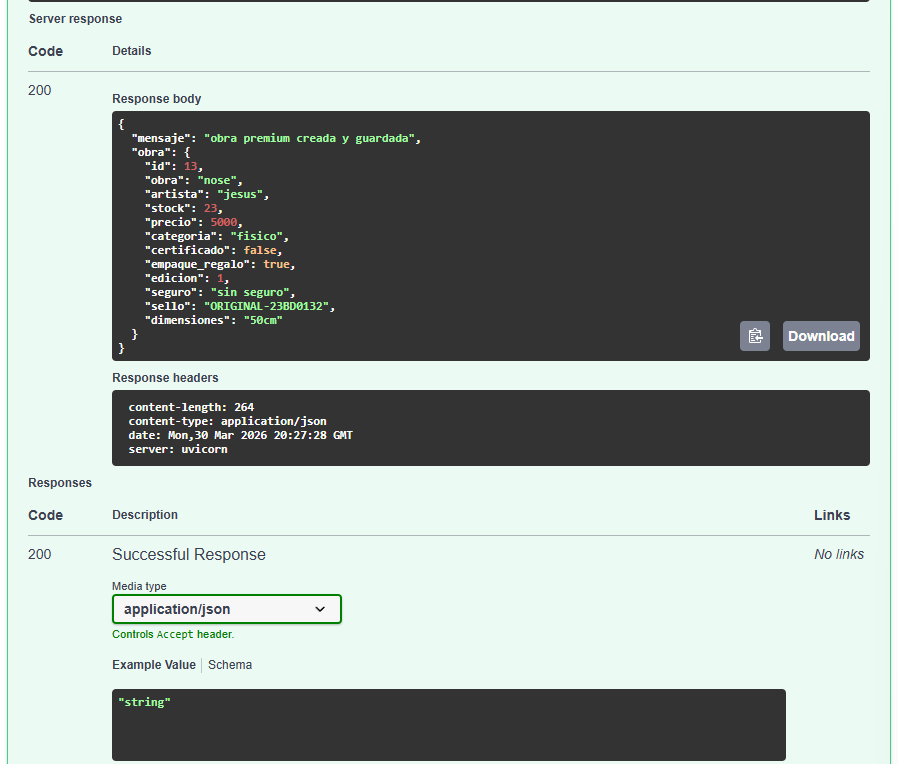 Server response
Code Details
200
Response body
{
  "mensaje": "obra premium creada y guardada",
  "obra": {
    "id": 13,
    "obra": "nose",
    "artista": "jesus",
    "stock": 23,
    "precio": 5000,
    "categoria": "fisico",
    "certificado": false,
    "empaque_regalo": true,
    "edicion": 1,
    "seguro": "sin seguro",
    "sello": "ORIGINAL-23BD0132",
    "dimensiones": "50cm"
  }
}
Download
Response headers
content-length: 264
content-type: application/json
date: Mon,30 Mar 2026 20:27:28 GMT
server: uvicorn
Responses
Code Description Links
200 Successful Response No links
Media type
application/json
Controls Accept header.
Example Value Schema
"string"